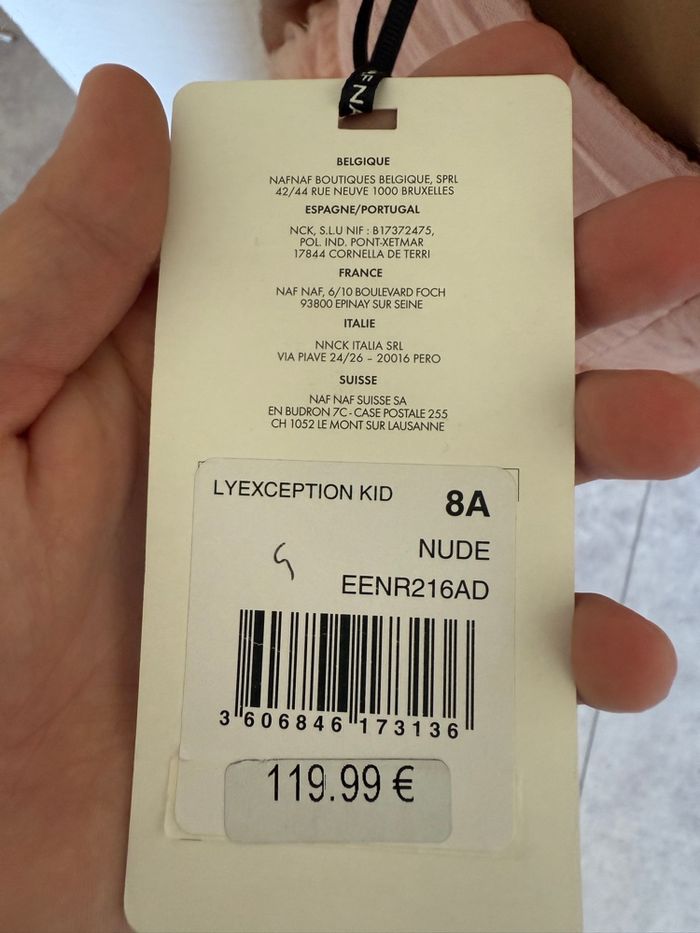 BELGIQUE
NAFNAF BOUTIQUES BELGIQUE, SPRL
42/44 RUE NEUVE 1000 BRUXELLES
ESPAGNE/PORTUGAL
NCK, S.L.U NIF : B17372475,
POL. IND. PONT-XETMAR
17844 CORNELLA DE TERRI
FRANCE
NAF NAF, 6/10 BOULEVARD FOCH
93800 EPINAY SUR SEINE
ITALIE
NNCK ITALIA SRL
VIA PIAVE 24/26 – 20016 PERO
SUISSE
NAF NAF SUISSE SA
EN BUDRON 7C - CASE POSTALE 255
CH 1052 LE MONT SUR LAUSANNE
LYEXCEPTION KID 8A
NUDE
EENR216AD
3 606846 173136
119.99 €